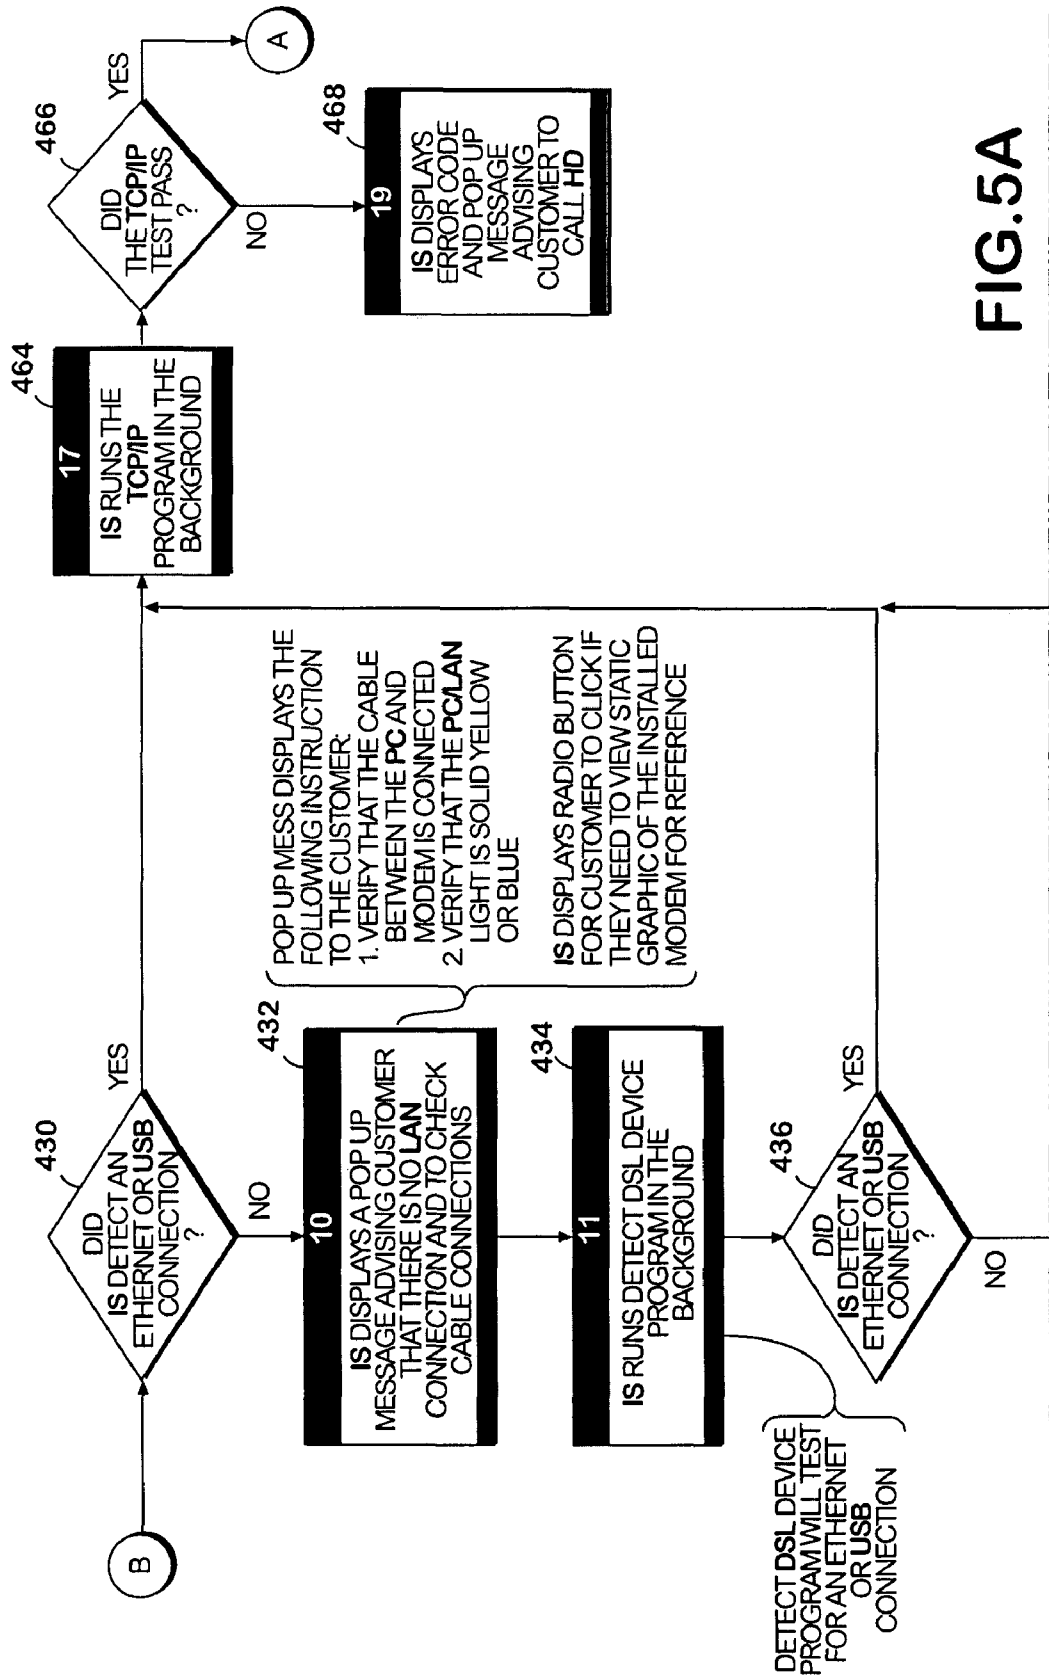 B
430
DID
IS DETECT AN
ETHERNET OR USB
CONNECTION
?
YES
NO
432
10
IS DISPLAYS A POP UP
MESSAGE ADVISING CUSTOMER
THAT THERE IS NO LAN
CONNECTION AND TO CHECK
CABLE CONNECTIONS
POP UP MESS DISPLAYS THE
FOLLOWING INSTRUCTION
TO THE CUSTOMER:
1. VERIFY THAT THE CABLE
BETWEEN THE PC AND
MODEM IS CONNECTED
2. VERIFY THAT THE PC/LAN
LIGHT IS SOLID YELLOW
OR BLUE
IS DISPLAYS RADIO BUTTON
FOR CUSTOMER TO CLICK IF
THEY NEED TO VIEW STATIC
GRAPHIC OF THE INSTALLED
MODEM FOR REFERENCE
434
11
IS RUNS DETECT DSL DEVICE
PROGRAM IN THE
BACKGROUND
DETECT DSL DEVICE
PROGRAM WILL TEST
FOR AN ETHERNET
OR USB
CONNECTION
436
DID
IS DETECT AN
ETHERNET OR USB
CONNECTION
?
YES
NO
464
17
IS RUNS THE
TCP/IP
PROGRAM IN THE
BACKGROUND
466
DID
THE TCP/IP
TEST PASS
?
YES
A
NO
468
19
IS DISPLAYS
ERROR CODE
AND POP UP
MESSAGE
ADVISING
CUSTOMER TO
CALL HD
FIG.5A